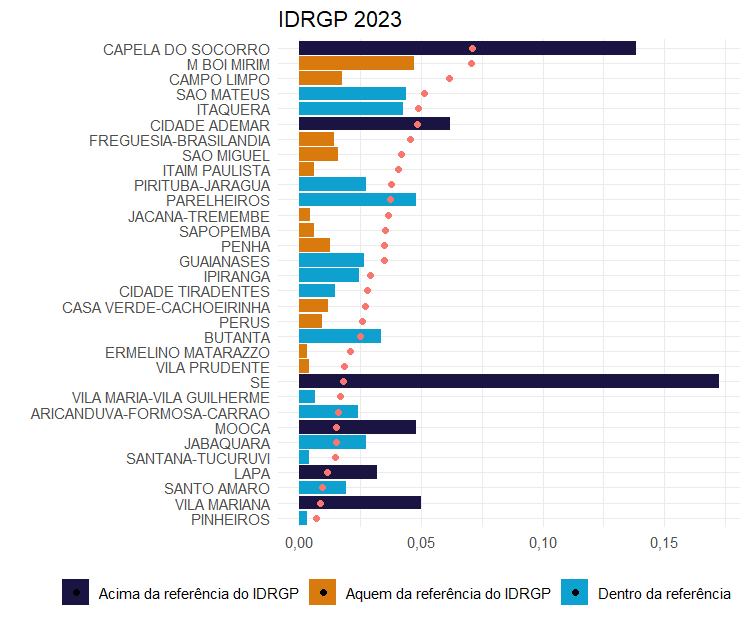 IDRGP 2023
CAPELA DO SOCORRO
M BOI MIRIM
CAMPO LIMPO
SAO MATEUS
ITAQUERA
CIDADE ADEMAR
FREGUESIA-BRASILANDIA
SAO MIGUEL
ITAIM PAULISTA
PIRITUBA-JARAGUA
PARELHEIROS
JACANA-TREMEMBE
SAPOPEMBA
PENHA
GUAIANASES
IPIRANGA
CIDADE TIRADENTES
CASA VERDE-CACHOEIRINHA
PERUS
BUTANTA
ERMELINO MATARAZZO
VILA PRUDENTE
SE
VILA MARIA-VILA GUILHERME
ARICANDUVA-FORMOSA-CARRAO
MOOCA
JABAQUARA
SANTANA-TUCURUVI
LAPA
SANTO AMARO
VILA MARIANA
PINHEIROS
0,00 0,05 0,10 0,15
Acima da referência do IDRGP Aquem da referência do IDRGP Dentro da referência